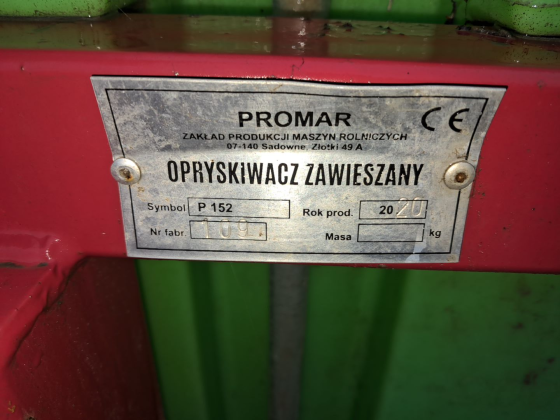 PROMAR CE
ZAKŁAD PRODUKCJI MASZYN ROLNICZYCH
07-140 Sadowne, Złotki 49 A
OPRYSKIWACZ ZAWIESZANY
Symbol P 152 Rok prod. 2020
Nr fabr. 109 Masa kg